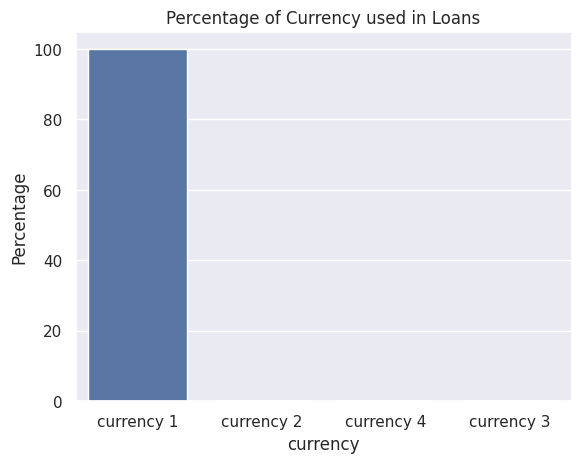 Percentage of Currency used in Loans
100
80
60
40
20
0
Percentage
currency 1
currency 2
currency 4
currency 3
currency